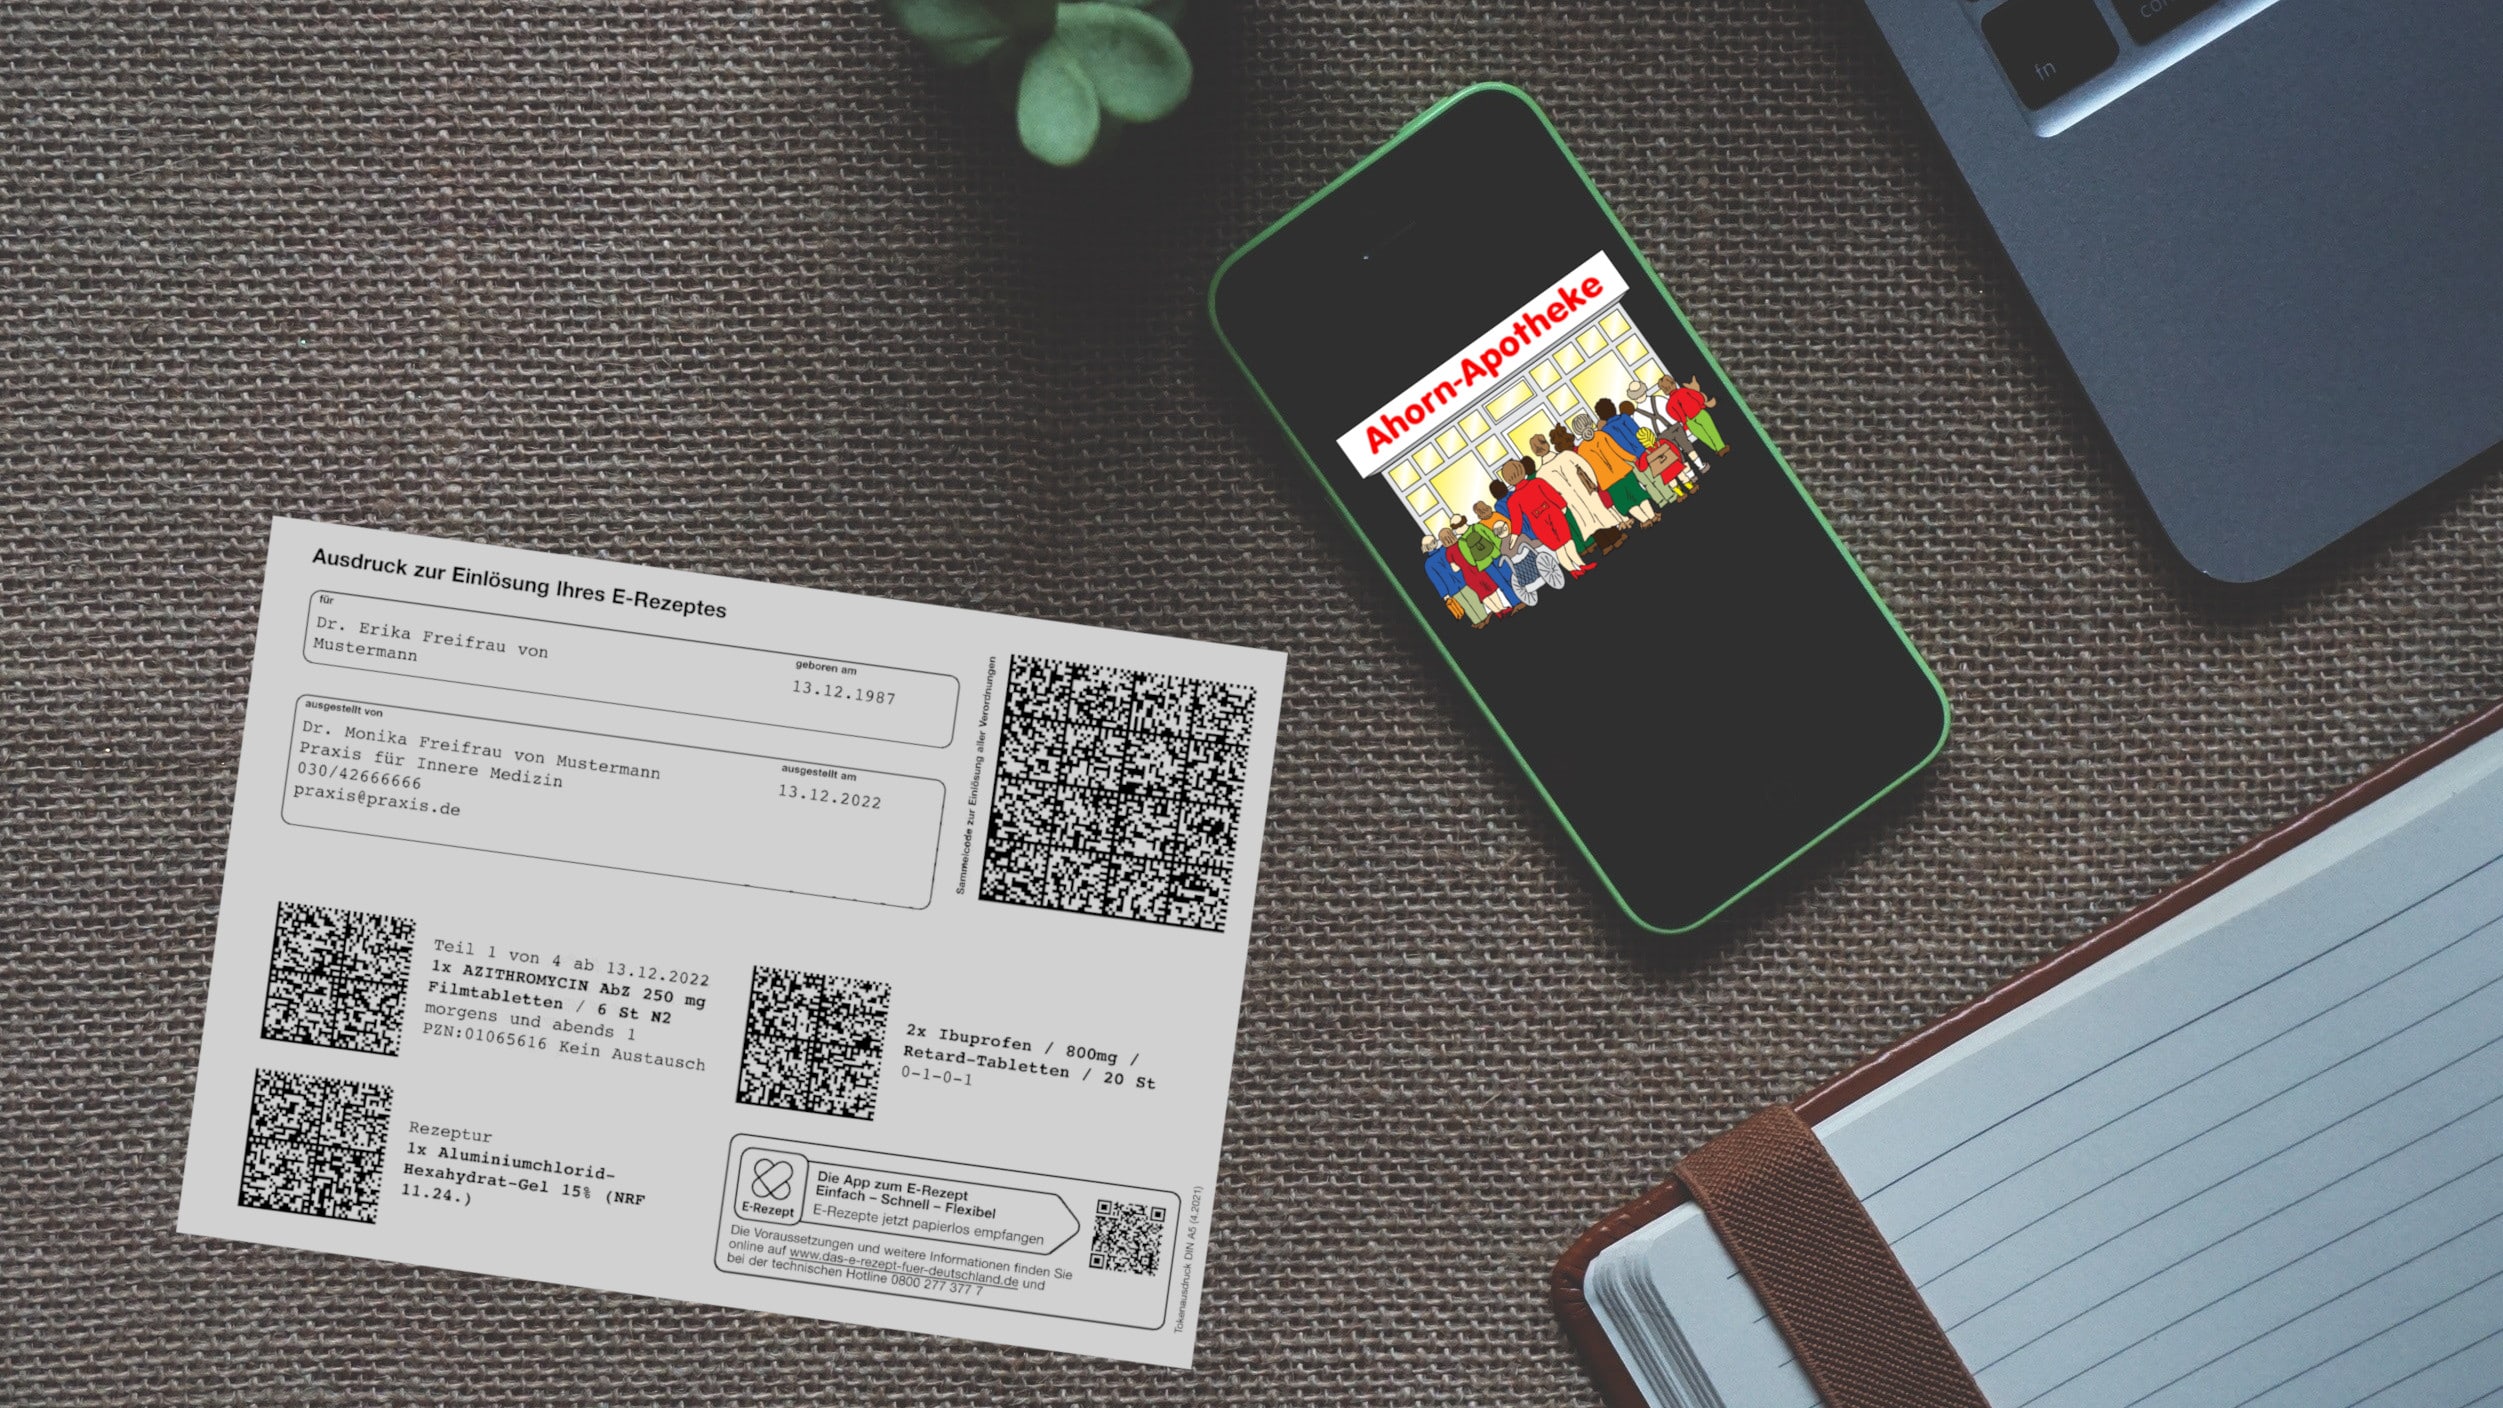 fn
Ahorn-Apotheke
Ausdruck zur Einlösung Ihres E-Rezeptes
für
Dr. Erika Freifrau von
Mustermann
geboren am
13.12.1987
ausgestellt von
Dr. Monika Freifrau von Mustermann
Praxis für Innere Medizin
030/42666666
praxis@praxis.de
ausgestellt am
13.12.2022
Sammelcode zur Einlösung aller Verordnungen
Teil 1 von 4 ab 13.12.2022
1x AZITHROMYCIN AbZ 250 mg
Filmtabletten / 6 St N2
morgens und abends 1
PZN:01065616 Kein Austausch
2x Ibuprofen / 800mg /
Retard-Tabletten / 20 St
0-1-0-1
Rezeptur
1x Aluminiumchlorid-
Hexahydrat-Gel 15% (NRF
11.24.)
E-Rezept
Die App zum E-Rezept
Einfach – Schnell – Flexibel
E-Rezepte jetzt papierlos empfangen
Die Voraussetzungen und weitere Informationen finden Sie
online auf www.das-e-rezept-fuer-deutschland.de und
bei der technischen Hotline 0800 277 377 7
Tokenausdruck DIN A5 (4.2021)